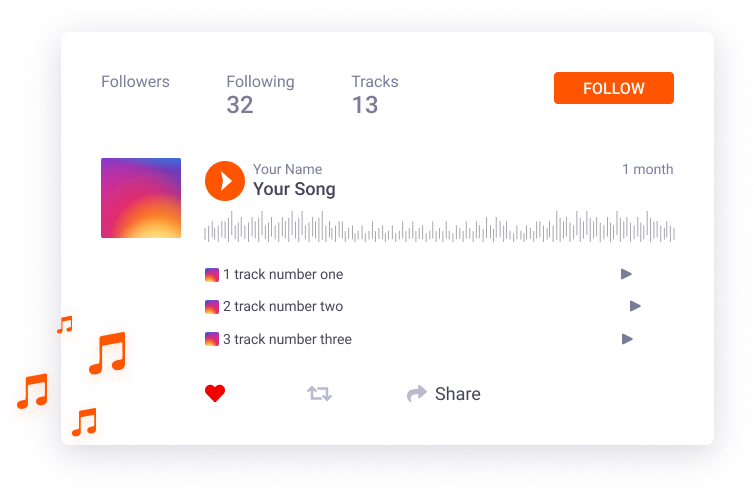 Followers Following Tracks
32 13
FOLLOW
Your Name 1 month
Your Song
1 track number one
2 track number two
3 track number three
Share